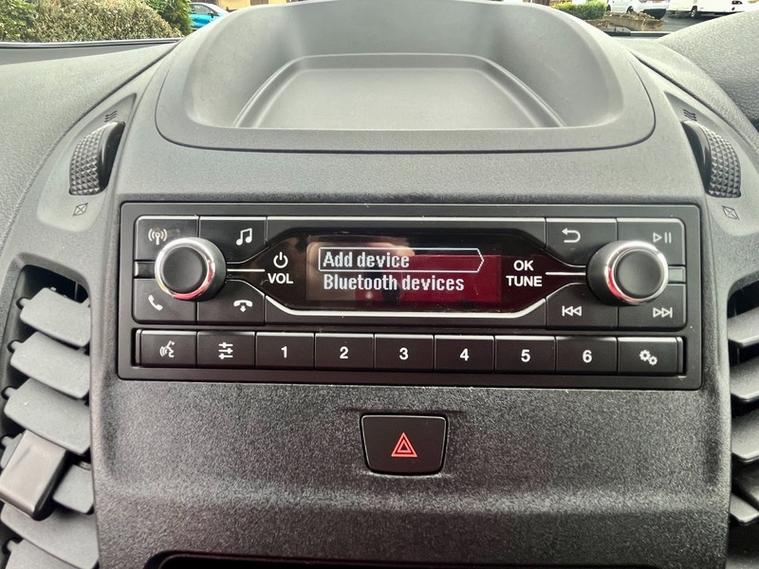 Add device
Bluetooth devices
VOL
OK
TUNE
1 2 3 4 5 6